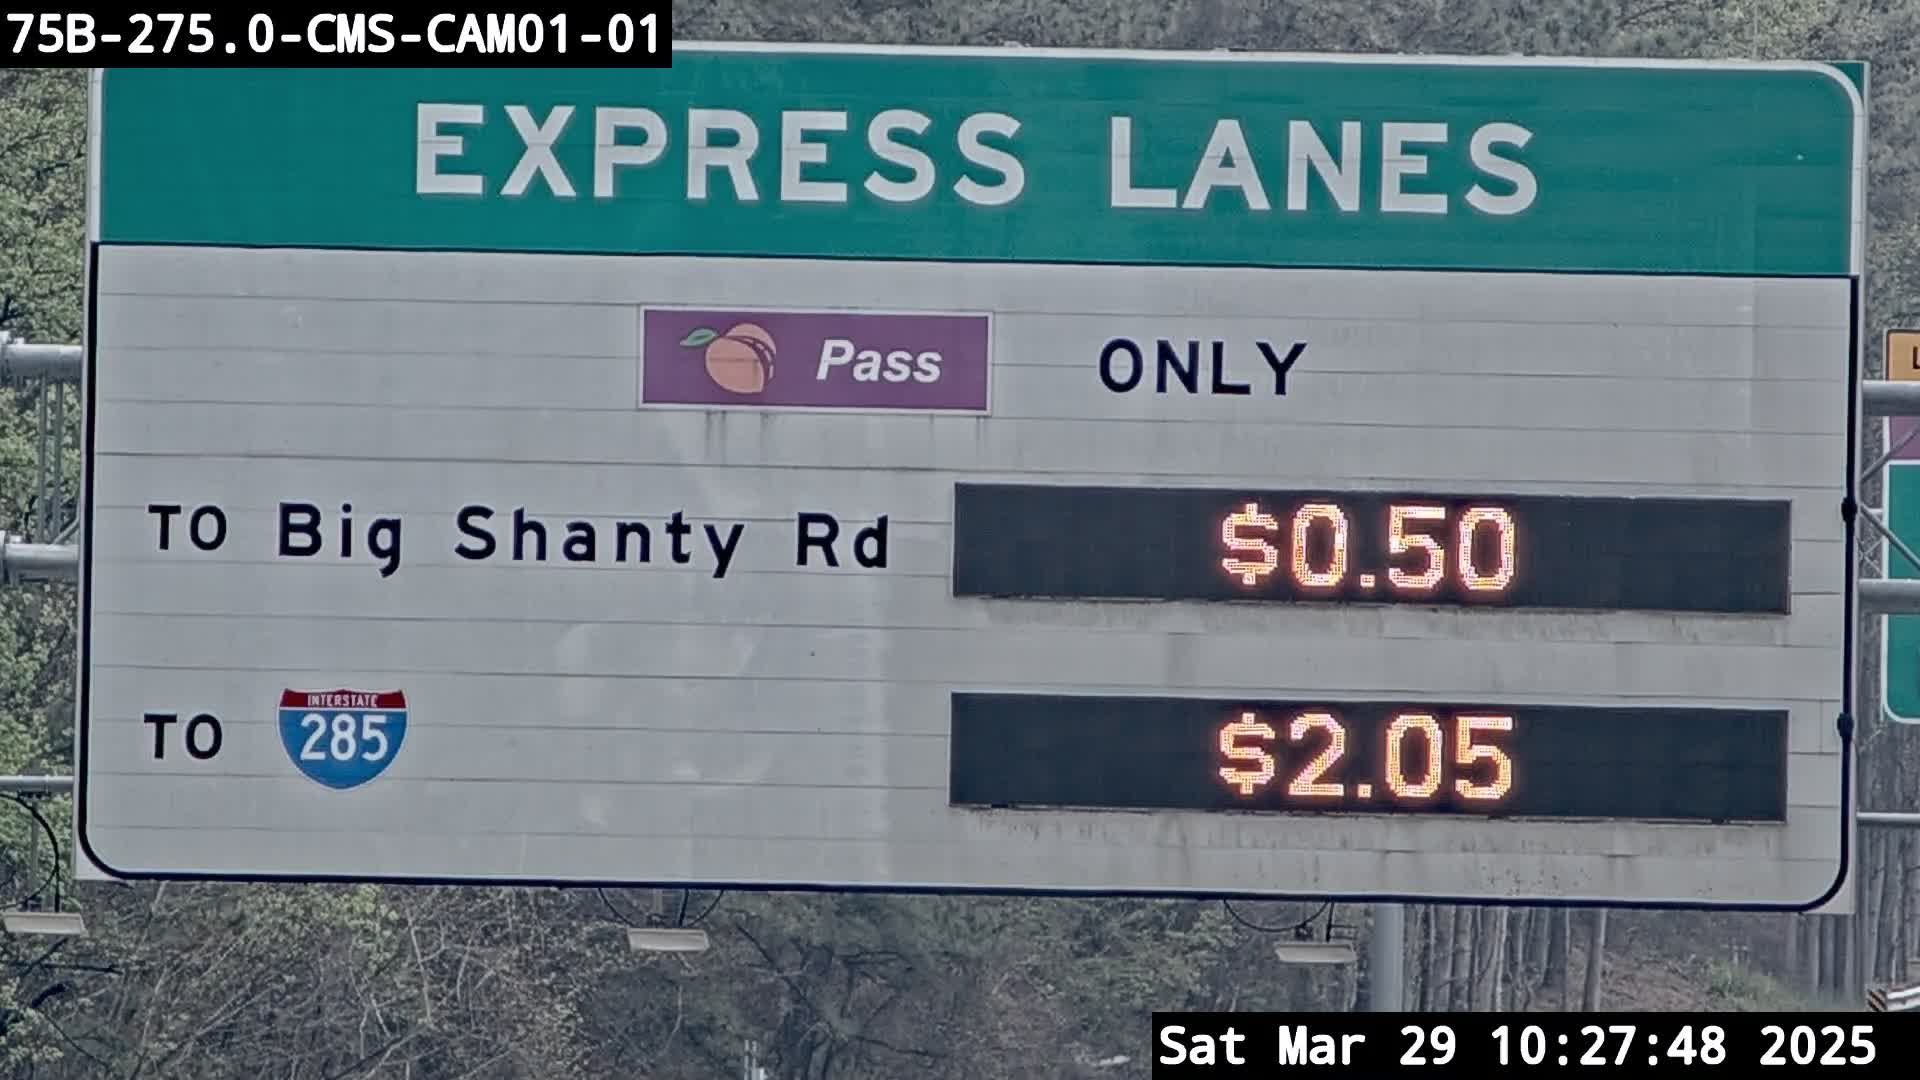 75B-275.0-CMS-CAM01-01
EXPRESS LANES
Pass ONLY
TO Big Shanty Rd $0.50
INTERSTATE
TO 285 $2.05
Sat Mar 29 10:27:48 2025